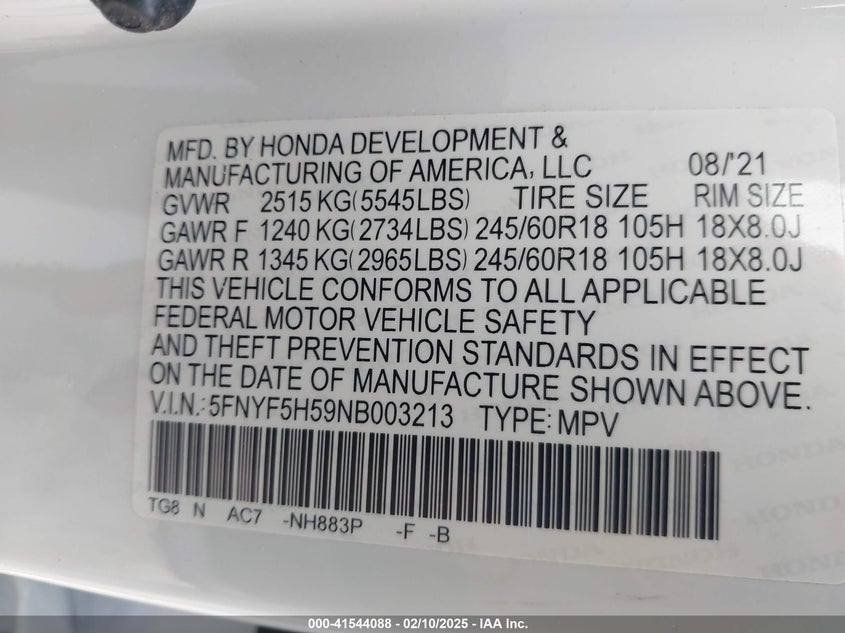 MFD. BY HONDA DEVELOPMENT &
MANUFACTURING OF AMERICA, LLC 08/'21
GVWR 2515 KG(5545LBS) TIRE SIZE RIM SIZE
GAWR F 1240 KG(2734LBS) 245/60R18 105H 18X8.0J
GAWR R 1345 KG(2965LBS) 245/60R18 105H 18X8.0J
THIS VEHICLE CONFORMS TO ALL APPLICABLE
FEDERAL MOTOR VEHICLE SAFETY
AND THEFT PREVENTION STANDARDS IN EFFECT
ON THE DATE OF MANUFACTURE SHOWN ABOVE.
V.I.N.: 5FNYF5H59NB003213 TYPE: MPV
TG8 N AC7 -NH883P -F -B
HONDA
000-41544088 — 02/10/2025 — IAA Inc.